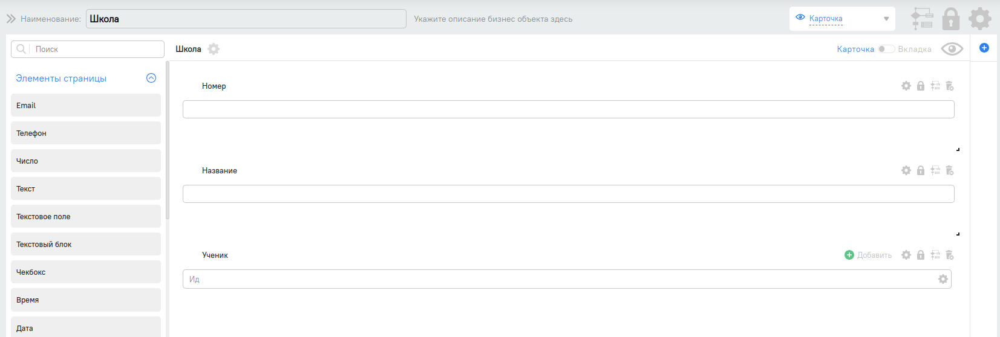 Наименование: Школа Укажите описание бизнес объекта здесь Карточка
Поиск
Школа
Карточка Вкладка
Элементы страницы
Email
Телефон
Число
Текст
Текстовое поле
Текстовый блок
Чекбокс
Время
Дата
Номер
Название
Ученик Добавить
Ид